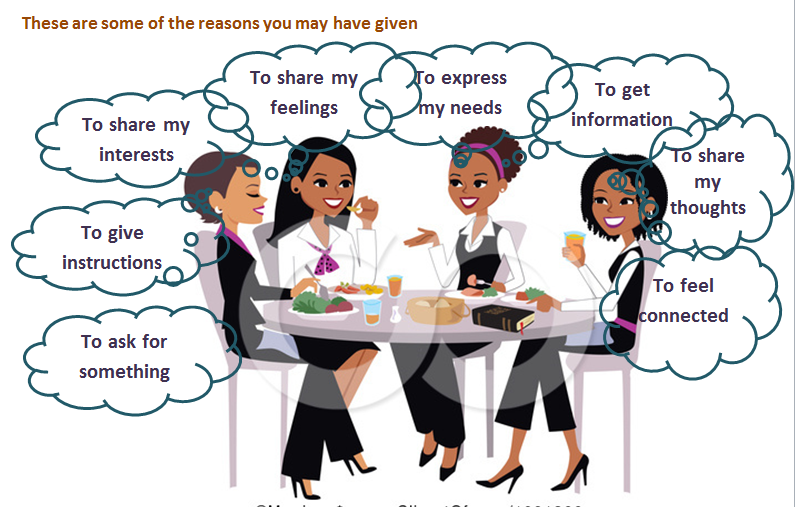 These are some of the reasons you may have given
To share my
feelings
To express
my needs
To get
information
To share my
interests
To share
my
thoughts
To give
instructions
To feel
connected
To ask for
something